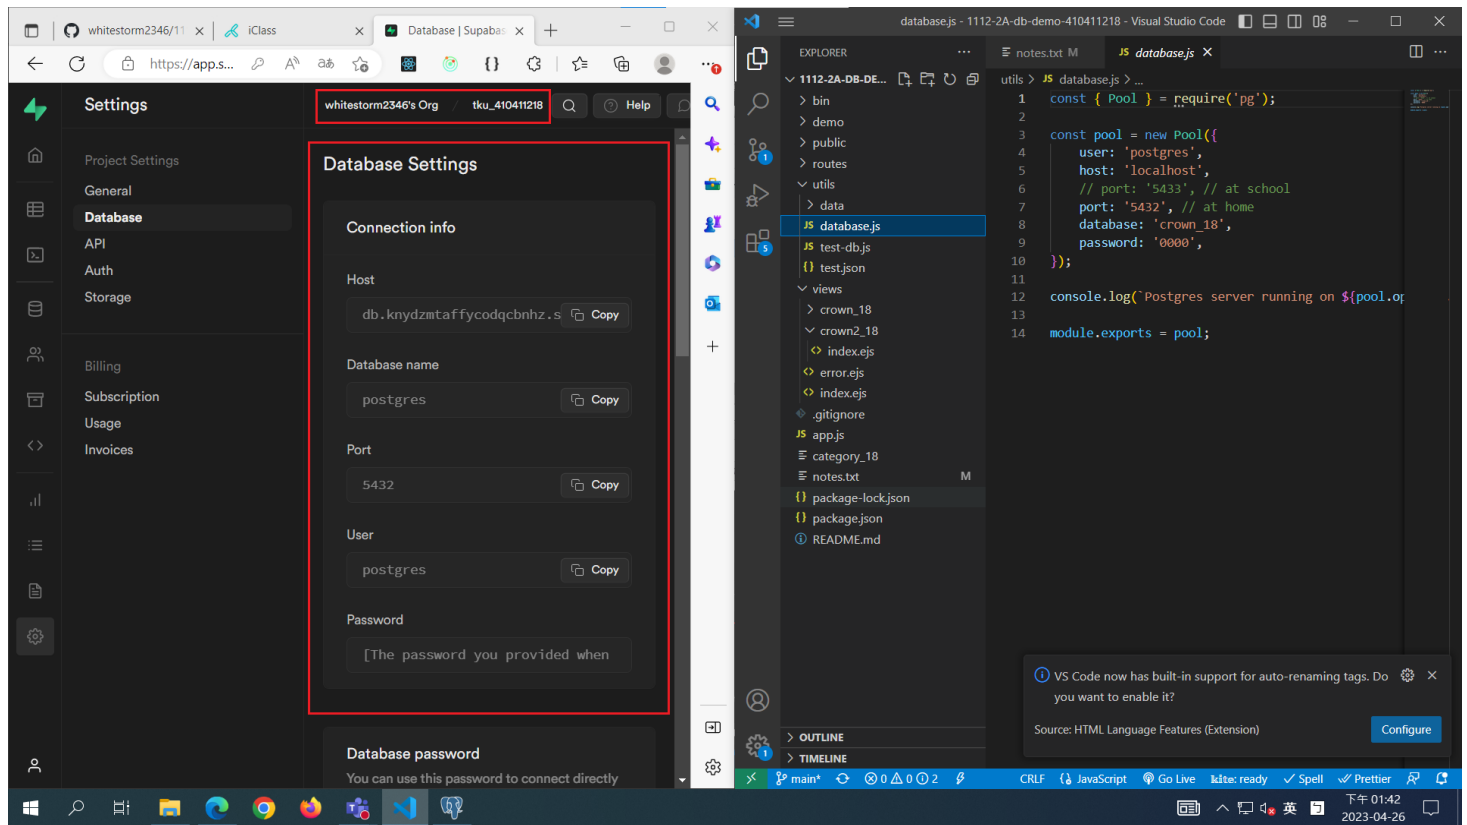 whitestorm2346/11
iClass
Database | Supabas
https://app.s...
Settings
whitestorm2346's Org / tku_410411218
Help
Project Settings
General
Database
API
Auth
Storage
Billing
Subscription
Usage
Invoices
Database Settings
Connection info
Host
db.knydzmtaffycodqcbnhz.s
Copy
Database name
postgres
Copy
Port
5432
Copy
User
postgres
Copy
Password
[The password you provided when
Database password
You can use this password to connect directly
database.js - 1112-2A-db-demo-410411218 - Visual Studio Code
EXPLORER
1112-2A-DB-DE...
bin
demo
public
routes
utils
data
JS database.js
JS test-db.js
{} test.json
views
crown_18
crown2_18
<> index.ejs
<> error.ejs
<> index.ejs
.gitignore
JS app.js
category_18
notes.txt M
{} package-lock.json
{} package.json
README.md
OUTLINE
TIMELINE
notes.txt M
JS database.js
utils > JS database.js > ...
1 const { Pool } = require('pg');
2
3 const pool = new Pool({
4 user: 'postgres',
5 host: 'localhost',
6 // port: '5433', // at school
7 port: '5432', // at home
8 database: 'crown_18',
9 password: '0000',
10 });
11
12 console.log(`Postgres server running on ${pool.op
13
14 module.exports = pool;
VS Code now has built-in support for auto-renaming tags. Do
you want to enable it?
Source: HTML Language Features (Extension)
Configure
1
5
1
main*
0 0 2
CRLF
{} JavaScript
Go Live
kite: ready
Spell
Prettier
英
下午 01:42
2023-04-26